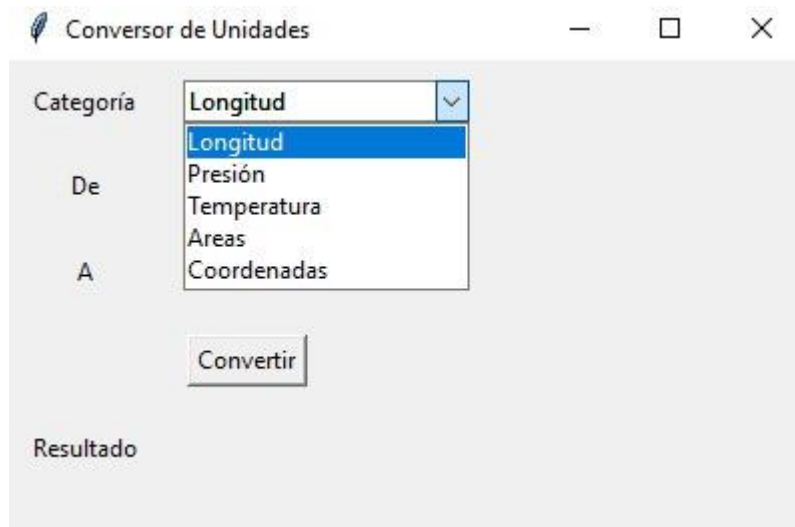 Conversor de Unidades
Categoría Longitud
Longitud
Presión
De
Temperatura
Areas
A
Coordenadas
Convertir
Resultado